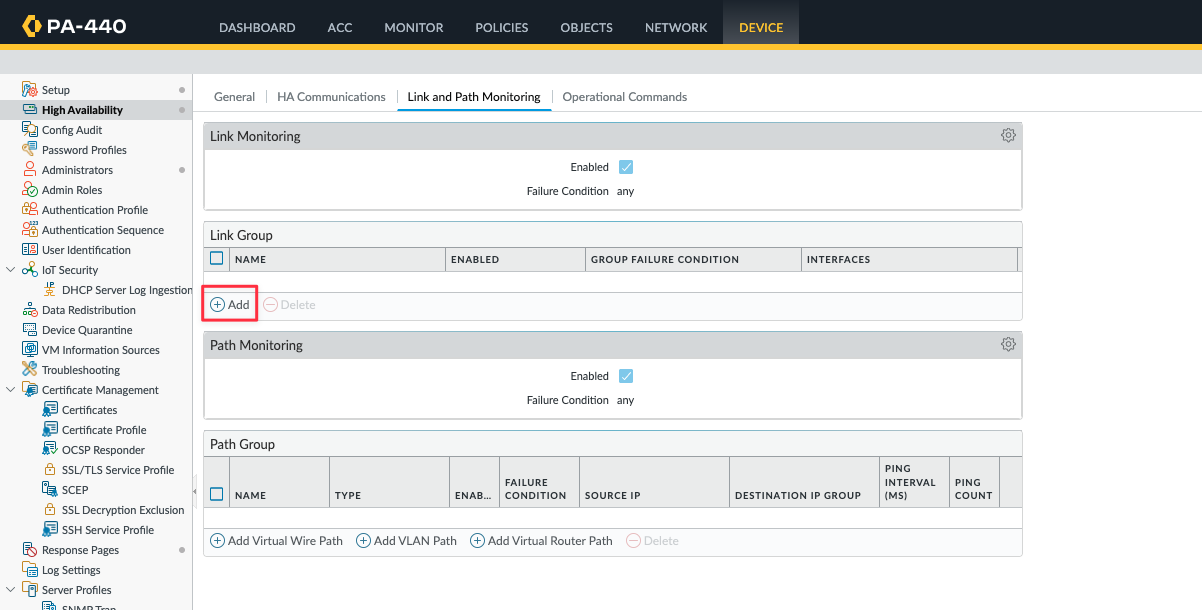 PA-440
DASHBOARD ACC MONITOR POLICIES OBJECTS NETWORK DEVICE
Setup
High Availability
Config Audit
Password Profiles
Administrators
Admin Roles
Authentication Profile
Authentication Sequence
User Identification
IoT Security
DHCP Server Log Ingestion
Data Redistribution
Device Quarantine
VM Information Sources
Troubleshooting
Certificate Management
Certificates
Certificate Profile
OCSP Responder
SSL/TLS Service Profile
SCEP
SSL Decryption Exclusion
SSH Service Profile
Response Pages
Log Settings
Server Profiles
SNMP Trap
General HA Communications Link and Path Monitoring Operational Commands
Link Monitoring
Enabled
Failure Condition any
Link Group
NAME ENABLED GROUP FAILURE CONDITION INTERFACES
Add Delete
Path Monitoring
Enabled
Failure Condition any
Path Group
NAME TYPE ENAB... FAILURE CONDITION SOURCE IP DESTINATION IP GROUP PING INTERVAL (MS) PING COUNT
Add Virtual Wire Path Add VLAN Path Add Virtual Router Path Delete